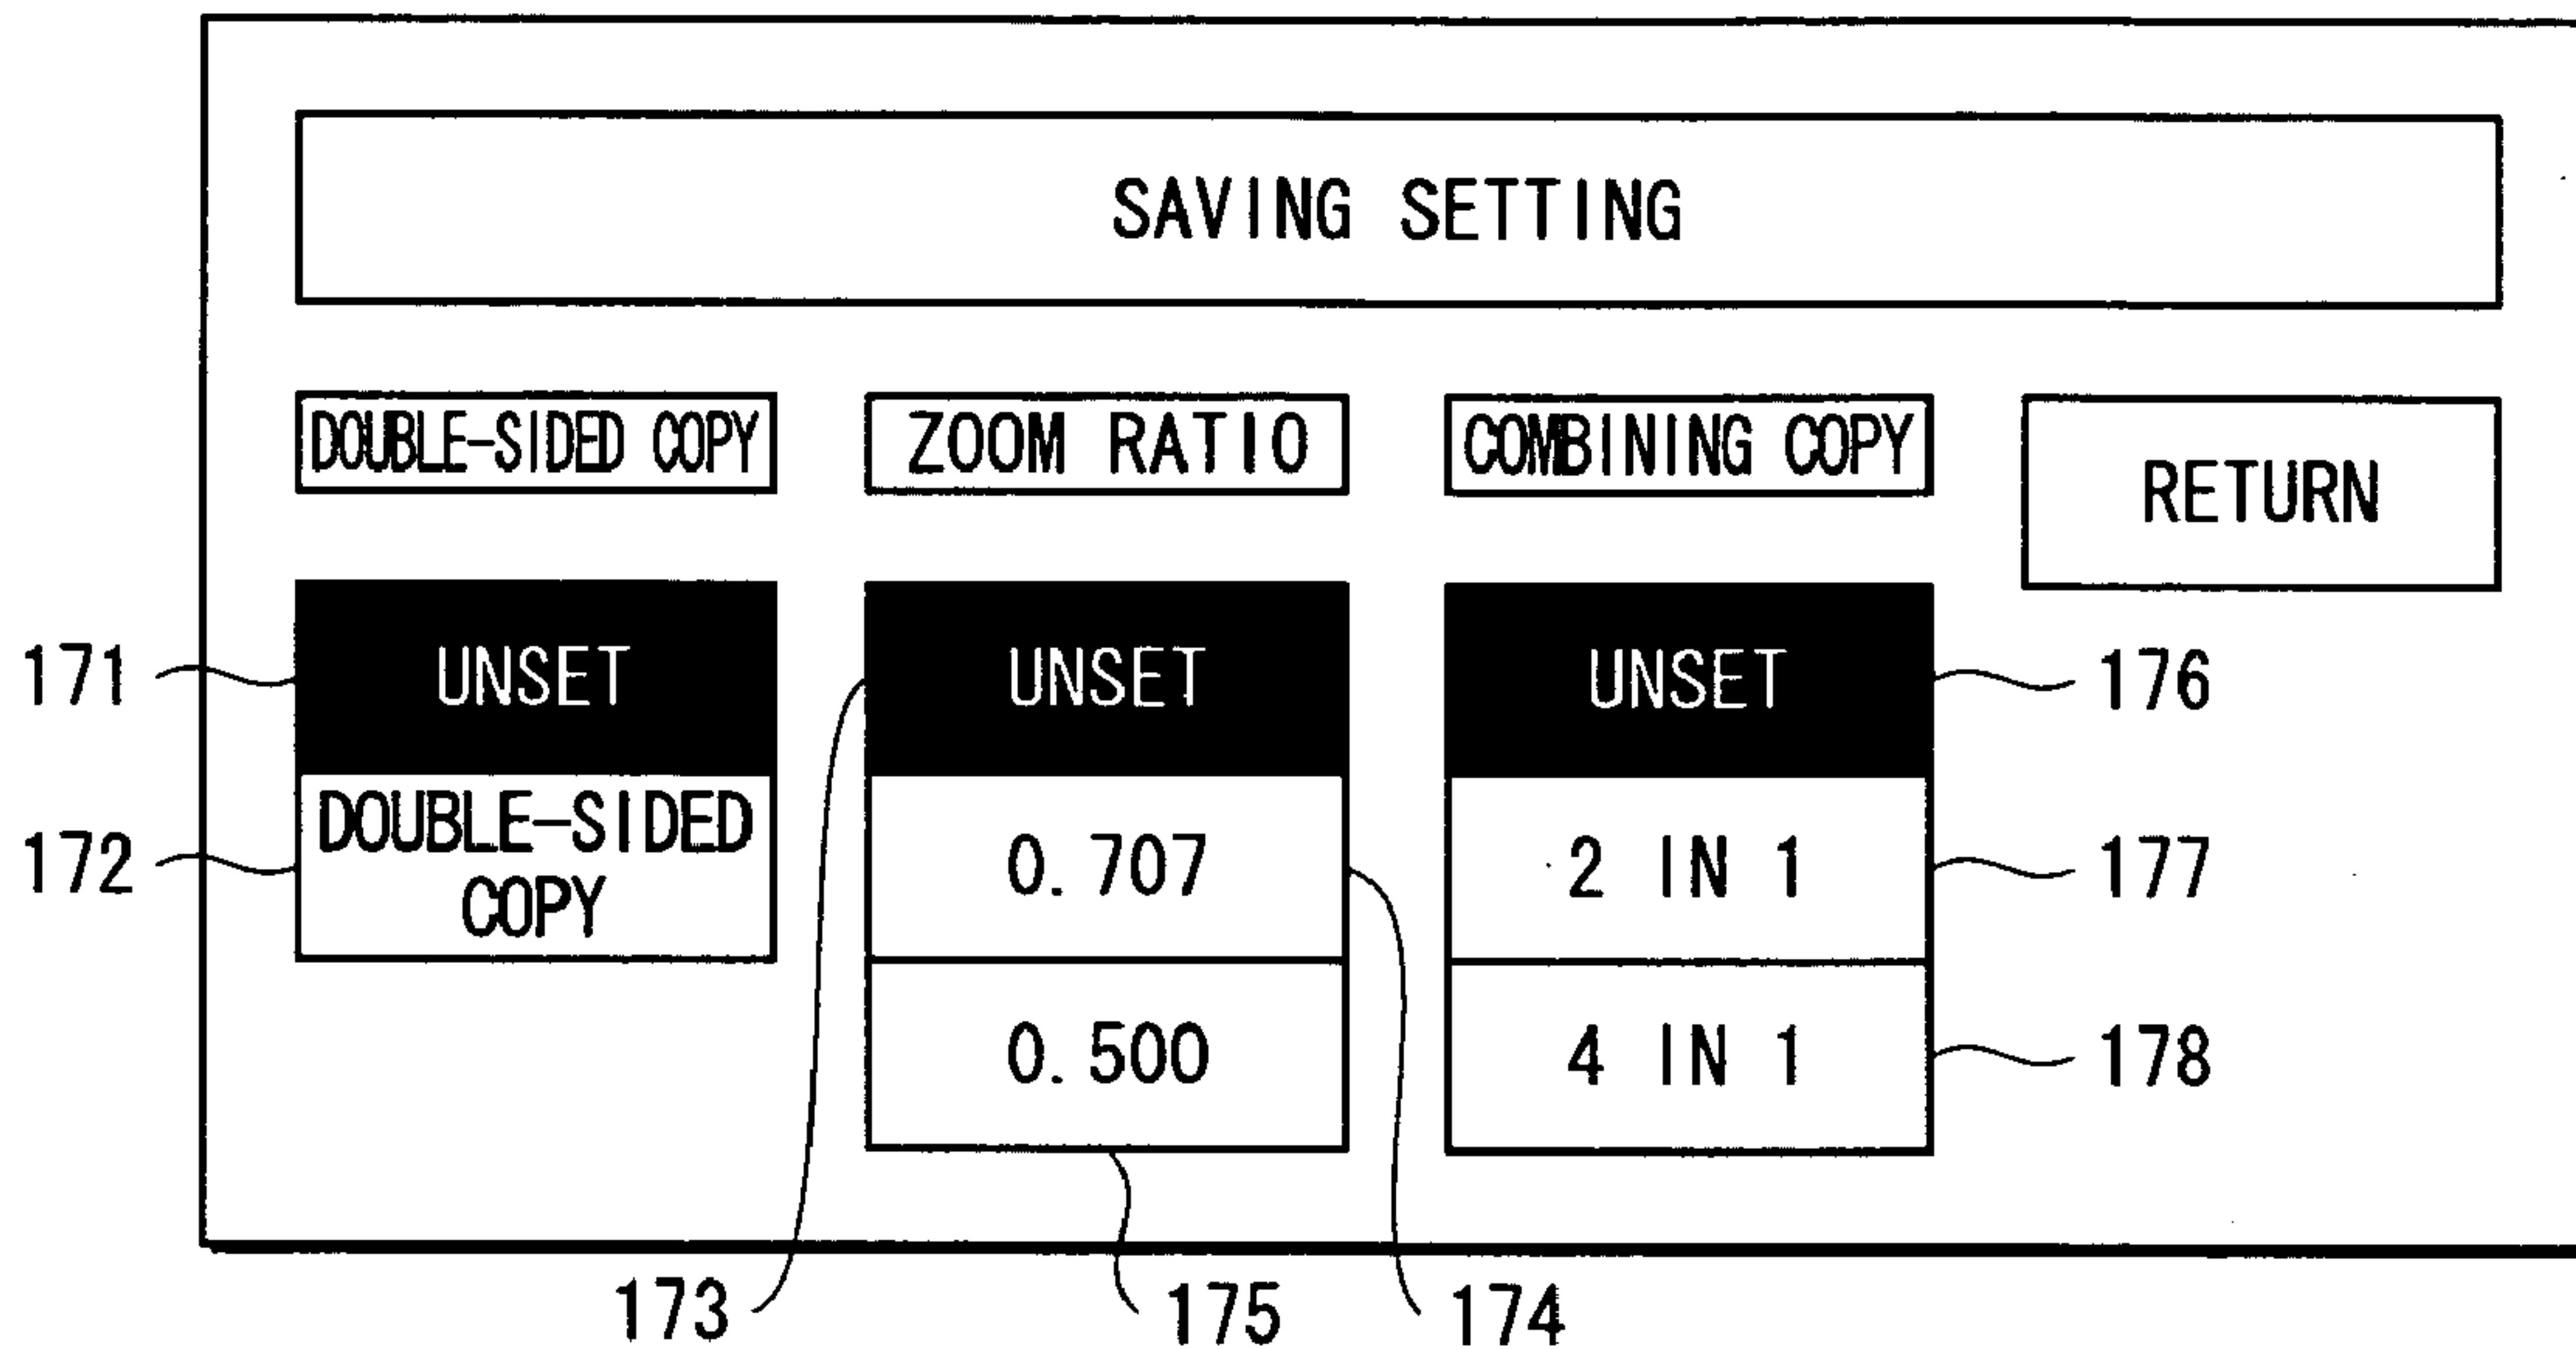 SAVING SETTING
DOUBLE-SIDED COPY
ZOOM RATIO
COMBINING COPY
RETURN
171
UNSET
UNSET
UNSET
176
172
DOUBLE-SIDED
COPY
0.707
2 IN 1
177
0.500
4 IN 1
178
173
175
174